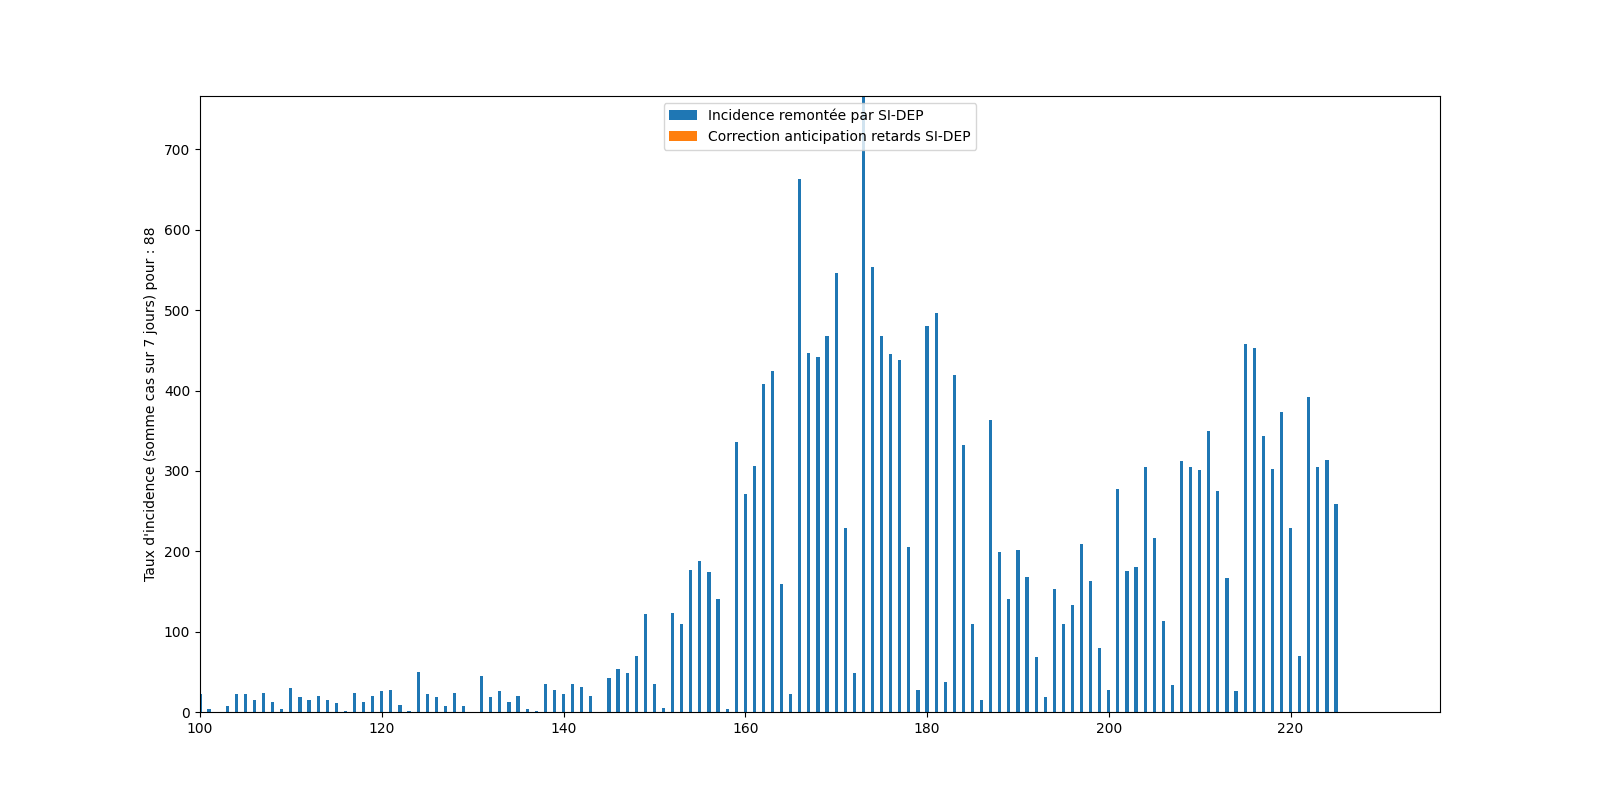 Incidence remontée par SI-DEP
Correction anticipation retards SI-DEP
Taux d'incidence (somme cas sur 7 jours) pour : 88
700
600
500
400
300
200
100
0
100 120 140 160 180 200 220